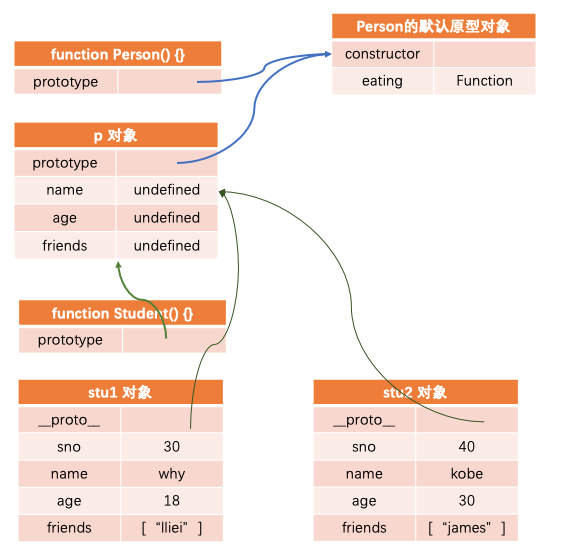 function Person() {}
prototype
Person的默认原型对象
constructor
eating Function
p 对象
prototype
name undefined
age undefined
friends undefined
function Student() {}
prototype
stu1 对象
__proto__
sno 30
name why
age 18
friends [ “lliei” ]
stu2 对象
__proto__
sno 40
name kobe
age 30
friends [ “james” ]